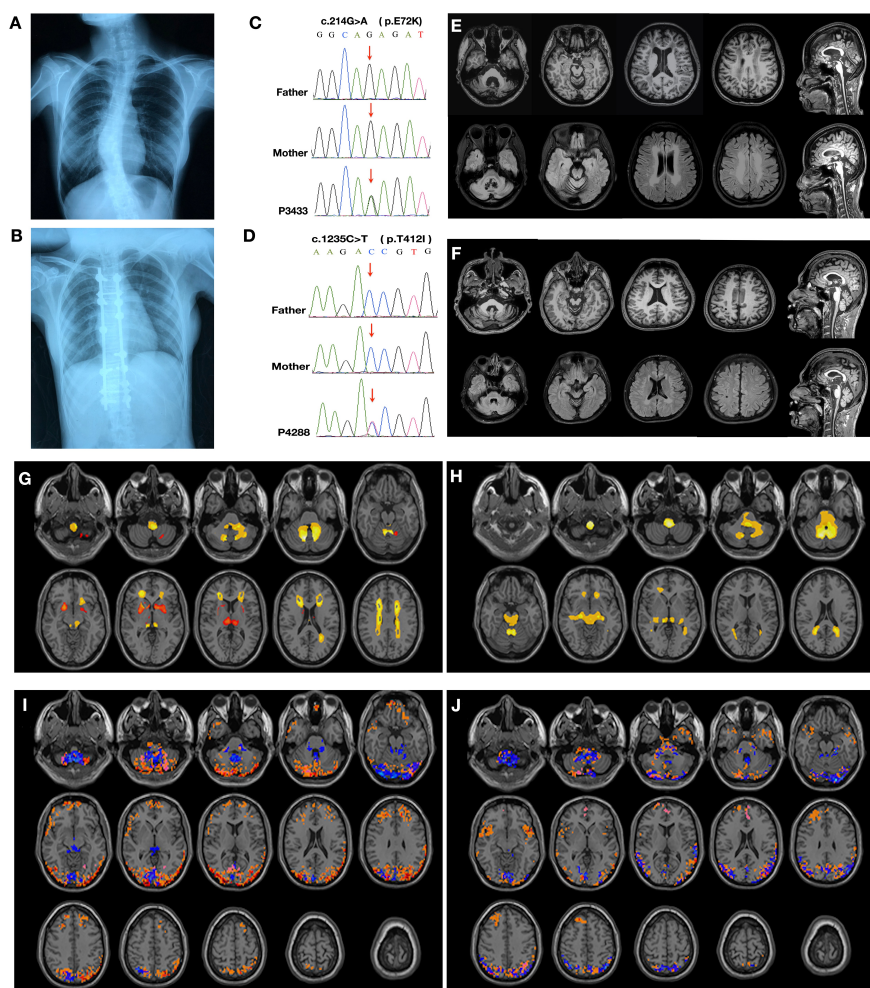 A
B
C
c.214G>A ( p.E72K)
G G C A G A G A T
Father
Mother
P3433
D
c.1235C>T ( p.T412I )
A A G A C C G T G
Father
Mother
P4288
E
F
G
H
I
J